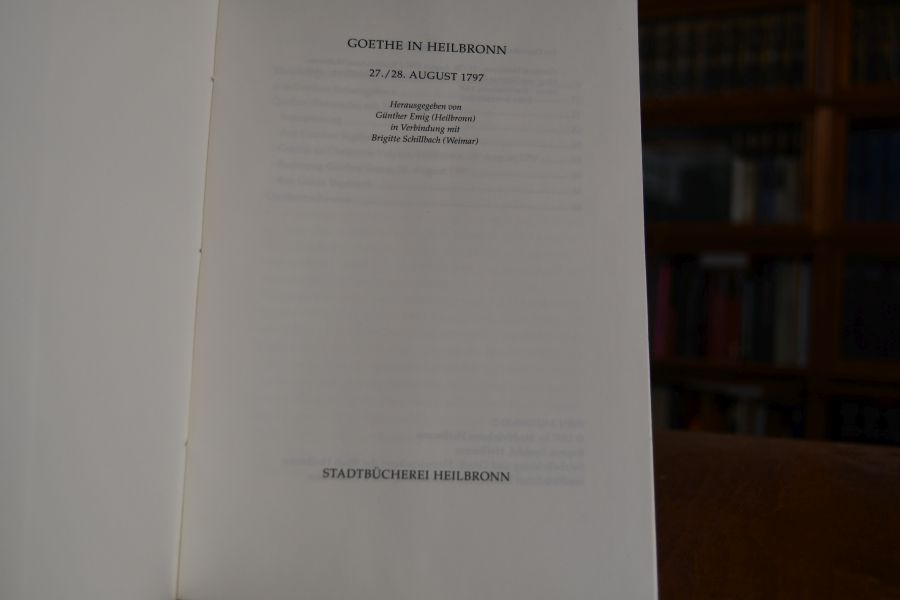 GOETHE IN HEILBRONN
27./28. AUGUST 1797
Herausgegeben von
Günther Emig (Heilbronn)
in Verbindung mit
Brigitte Schillbach (Weimar)
STADTBÜCHEREI HEILBRONN